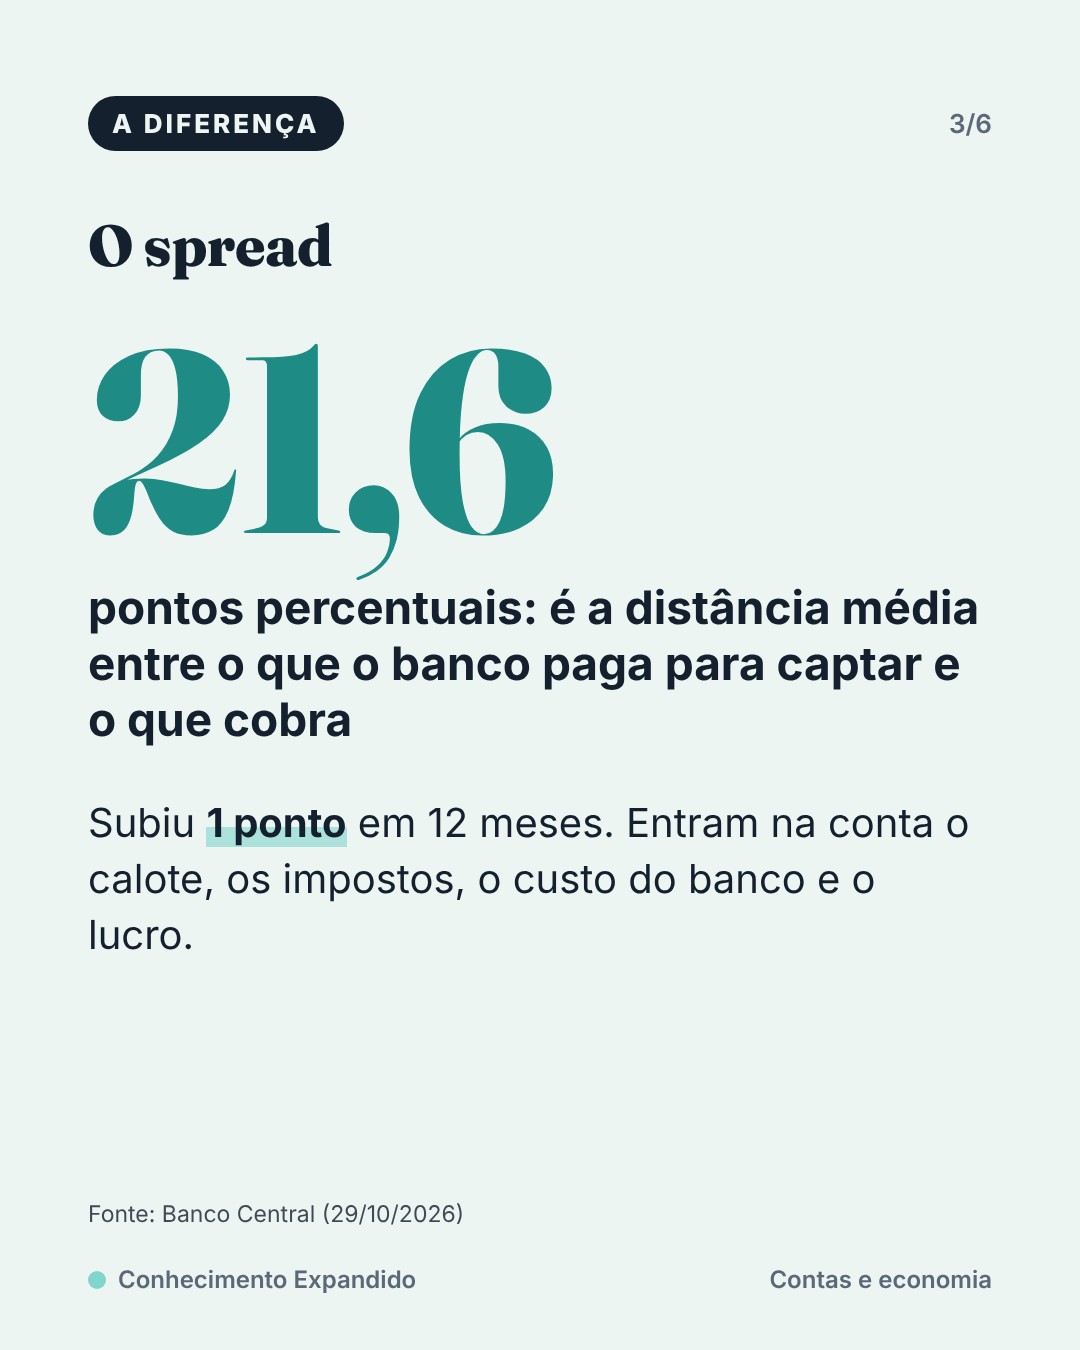 A DIFERENÇA
3/6
O spread
21,6
pontos percentuais: é a distância média
entre o que o banco paga para captar e
o que cobra
Subiu 1 ponto em 12 meses. Entram na conta o
calote, os impostos, o custo do banco e o
lucro.
Fonte: Banco Central (29/10/2026)
Conhecimento Expandido
Contas e economia